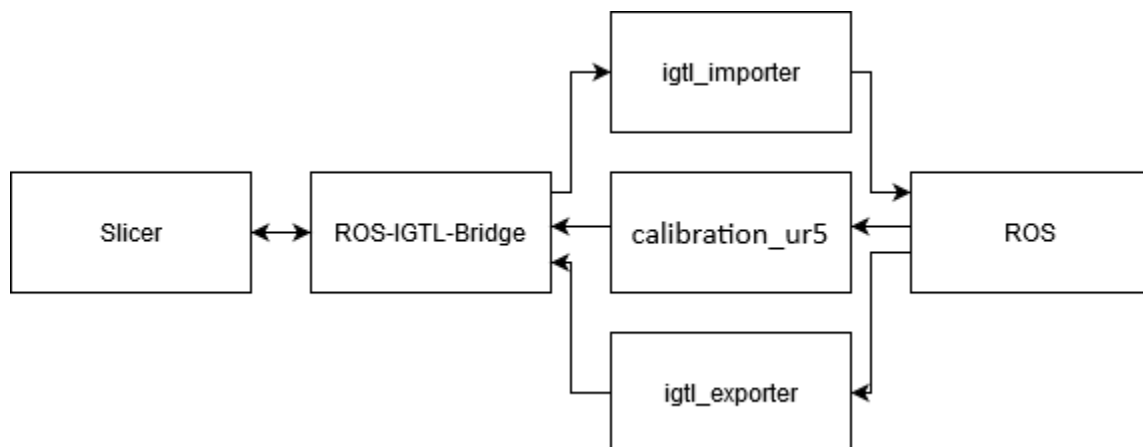 igtl_importer
Slicer
ROS-IGTL-Bridge
calibration_ur5
ROS
igtl_exporter